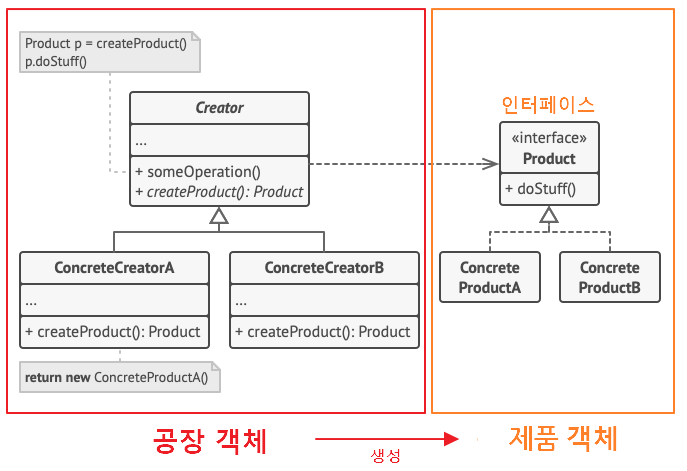 Product p = createProduct()
p.doStuff()
Creator
...
+ someOperation()
+ createProduct(): Product
ConcreteCreatorA
...
+ createProduct(): Product
ConcreteCreatorB
...
+ createProduct(): Product
return new ConcreteProductA()
인터페이스
«interface»
Product
+ doStuff()
Concrete
ProductA
Concrete
ProductB
공장 객체
생성
제품 객체